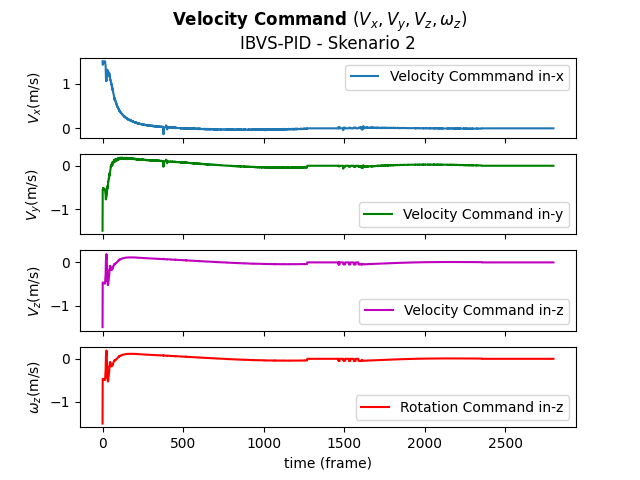 Velocity Command (Vx, Vy, Vz, ωz)
IBVS-PID - Skenario 2
1
0
Vx(m/s)
Velocity Commmand in-x
0
−1
Vy(m/s)
Velocity Command in-y
0
−1
Vz(m/s)
Velocity Command in-z
0
−1
ωz(m/s)
Rotation Command in-z
0 500 1000 1500 2000 2500
time (frame)